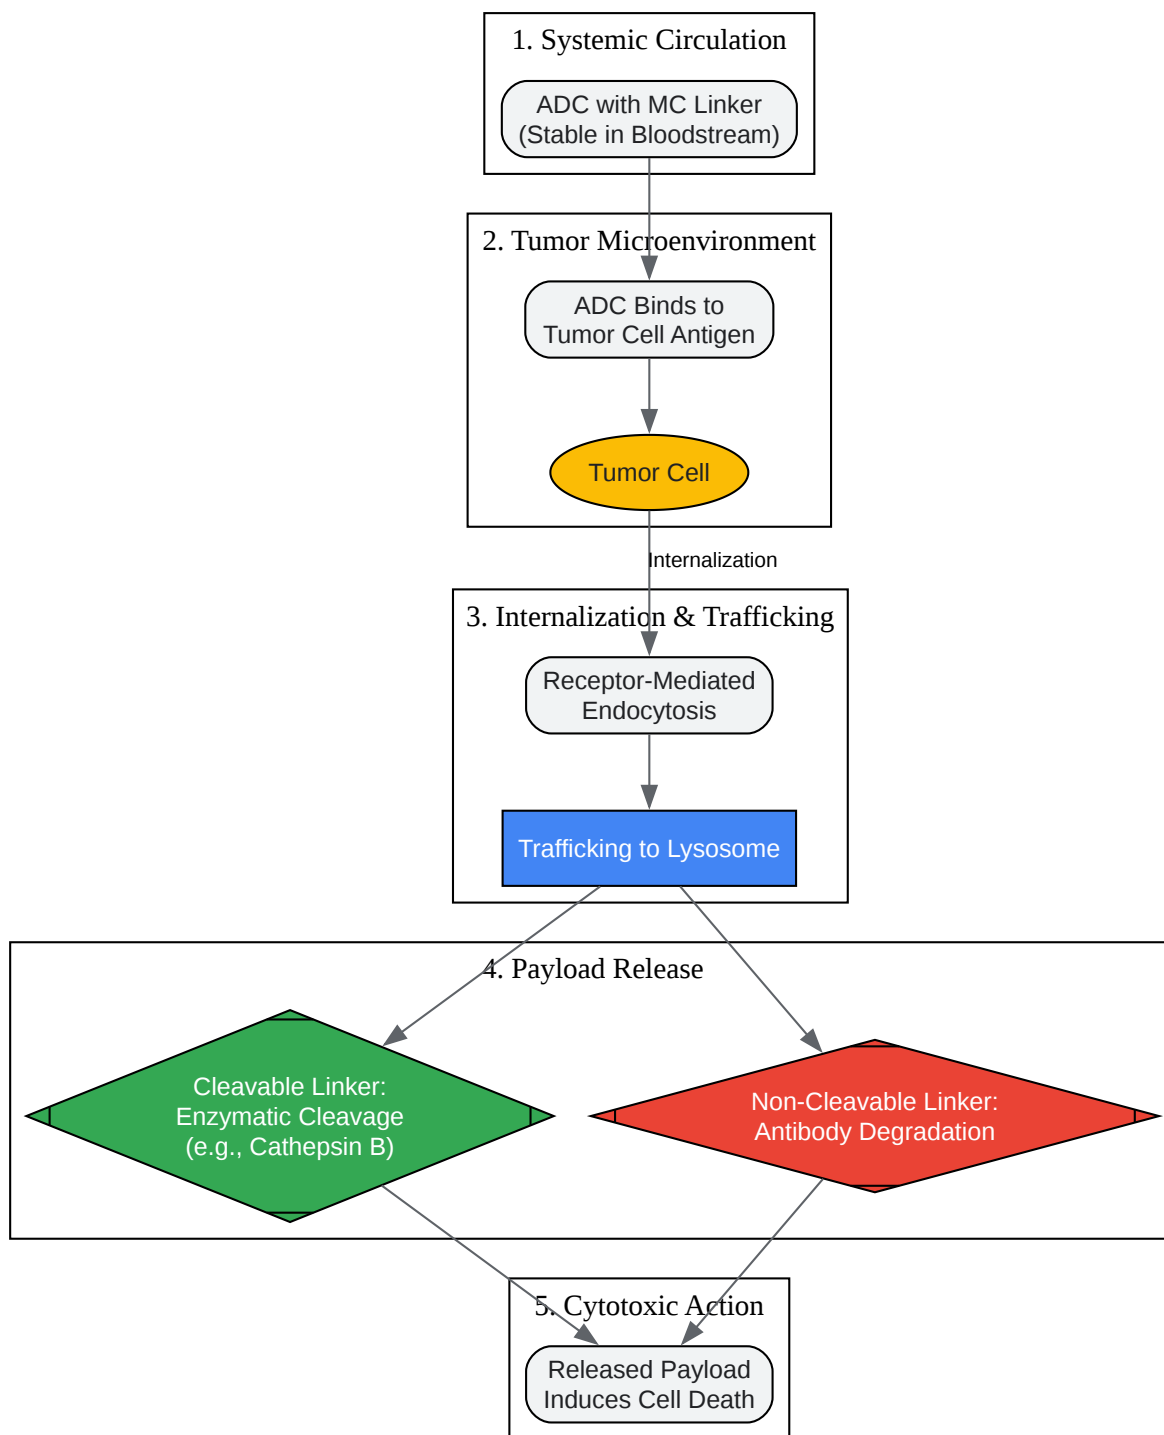 1. Systemic Circulation
ADC with MC Linker
(Stable in Bloodstream)
2. Tumor Microenvironment
ADC Binds to
Tumor Cell Antigen
Tumor Cell
Internalization
3. Internalization & Trafficking
Receptor-Mediated
Endocytosis
Trafficking to Lysosome
4. Payload Release
Cleavable Linker:
Enzymatic Cleavage
(e.g., Cathepsin B)
Non-Cleavable Linker:
Antibody Degradation
5. Cytotoxic Action
Released Payload
Induces Cell Death